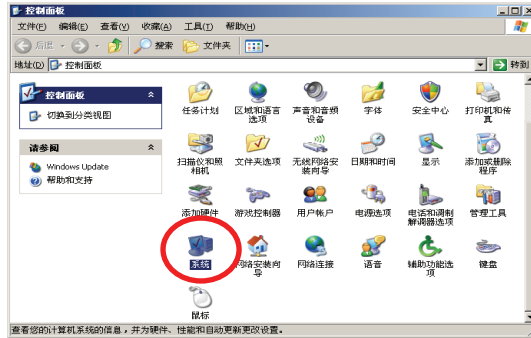 控制面板
文件(F) 编辑(E) 查看(V) 收藏(A) 工具(T) 帮助(H)
后退 搜索 文件夹
地址(D) 控制面板 转到
控制面板
切换到分类视图
请参阅
Windows Update
帮助和支持
任务计划 区域和语言选项 声音和音频设备 字体 安全中心 打印机和传真
扫描仪和照相机 文件夹选项 无线网络安装向导 日期和时间 显示 添加或删除程序
添加硬件 游戏控制器 用户帐户 电源选项 电话和调制解调器选项 管理工具
系统 网络安装向导 网络连接 语音 辅助功能选项 键盘
鼠标
查看您的计算机系统的信息，并为硬件、性能和自动更新更改设置。